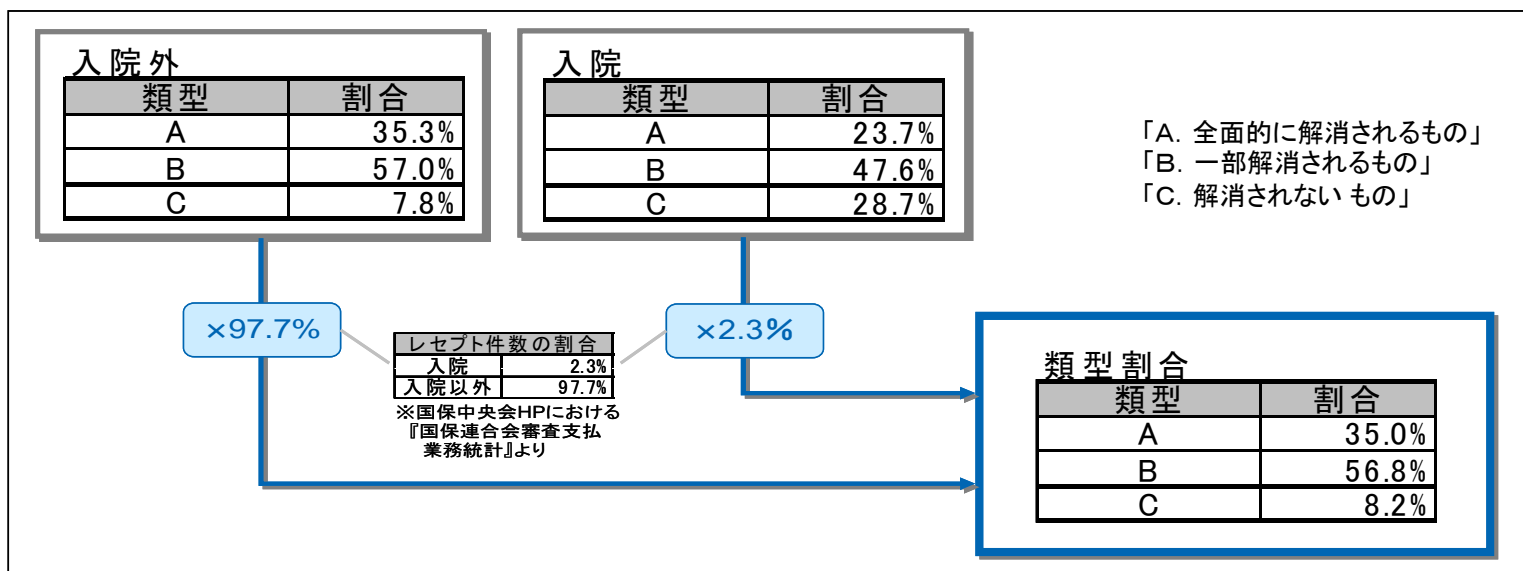 入院外
類型 割合
A 35.3%
B 57.0%
C 7.8%
入院
類型 割合
A 23.7%
B 47.6%
C 28.7%
「A. 全面的に解消されるもの」
「B. 一部解消されるもの」
「C. 解消されない もの」
×97.7%
レセプト件数の割合
入院 2.3%
入院以外 97.7%
※国保中央会HPにおける
『国保連合会審査支払
業務統計』より
×2.3%
類型割合
類型 割合
A 35.0%
B 56.8%
C 8.2%